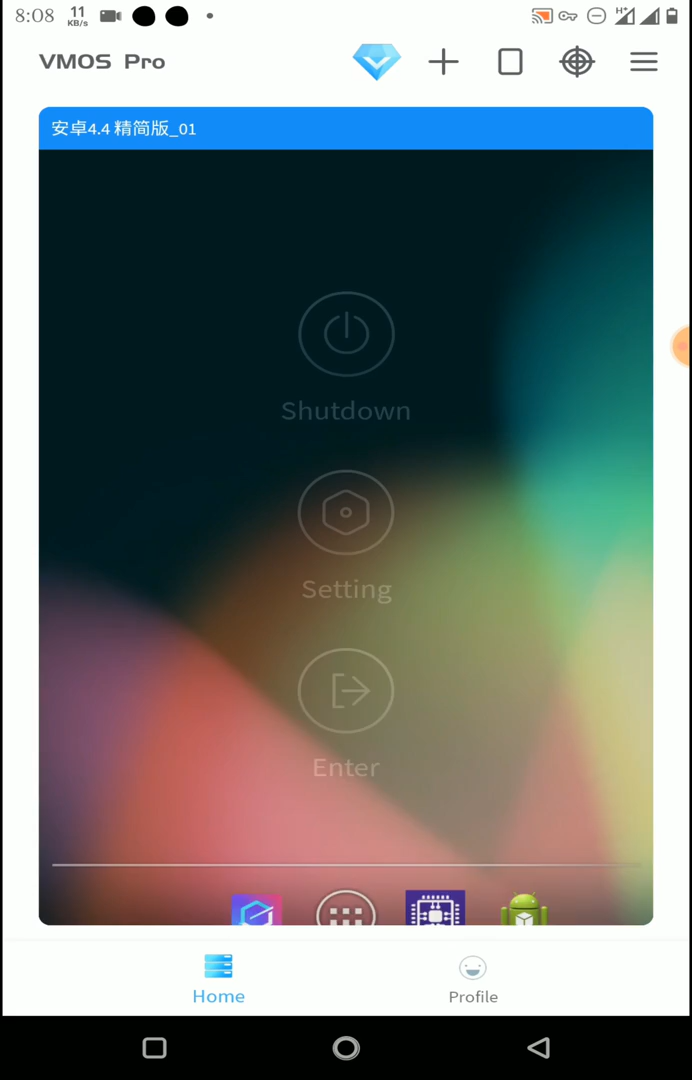 8:08 11 H+
KB/s
VMOS Pro
安卓4.4 精简版_01
Shutdown
Setting
Enter
Home Profile